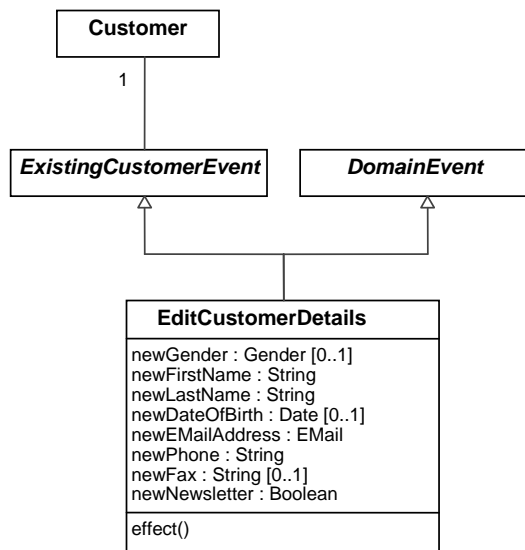 Customer
1
ExistingCustomerEvent
DomainEvent
EditCustomerDetails
newGender : Gender [0..1]
newFirstName : String
newLastName : String
newDateOfBirth : Date [0..1]
newEMailAddress : EMail
newPhone : String
newFax : String [0..1]
newNewsletter : Boolean
effect()